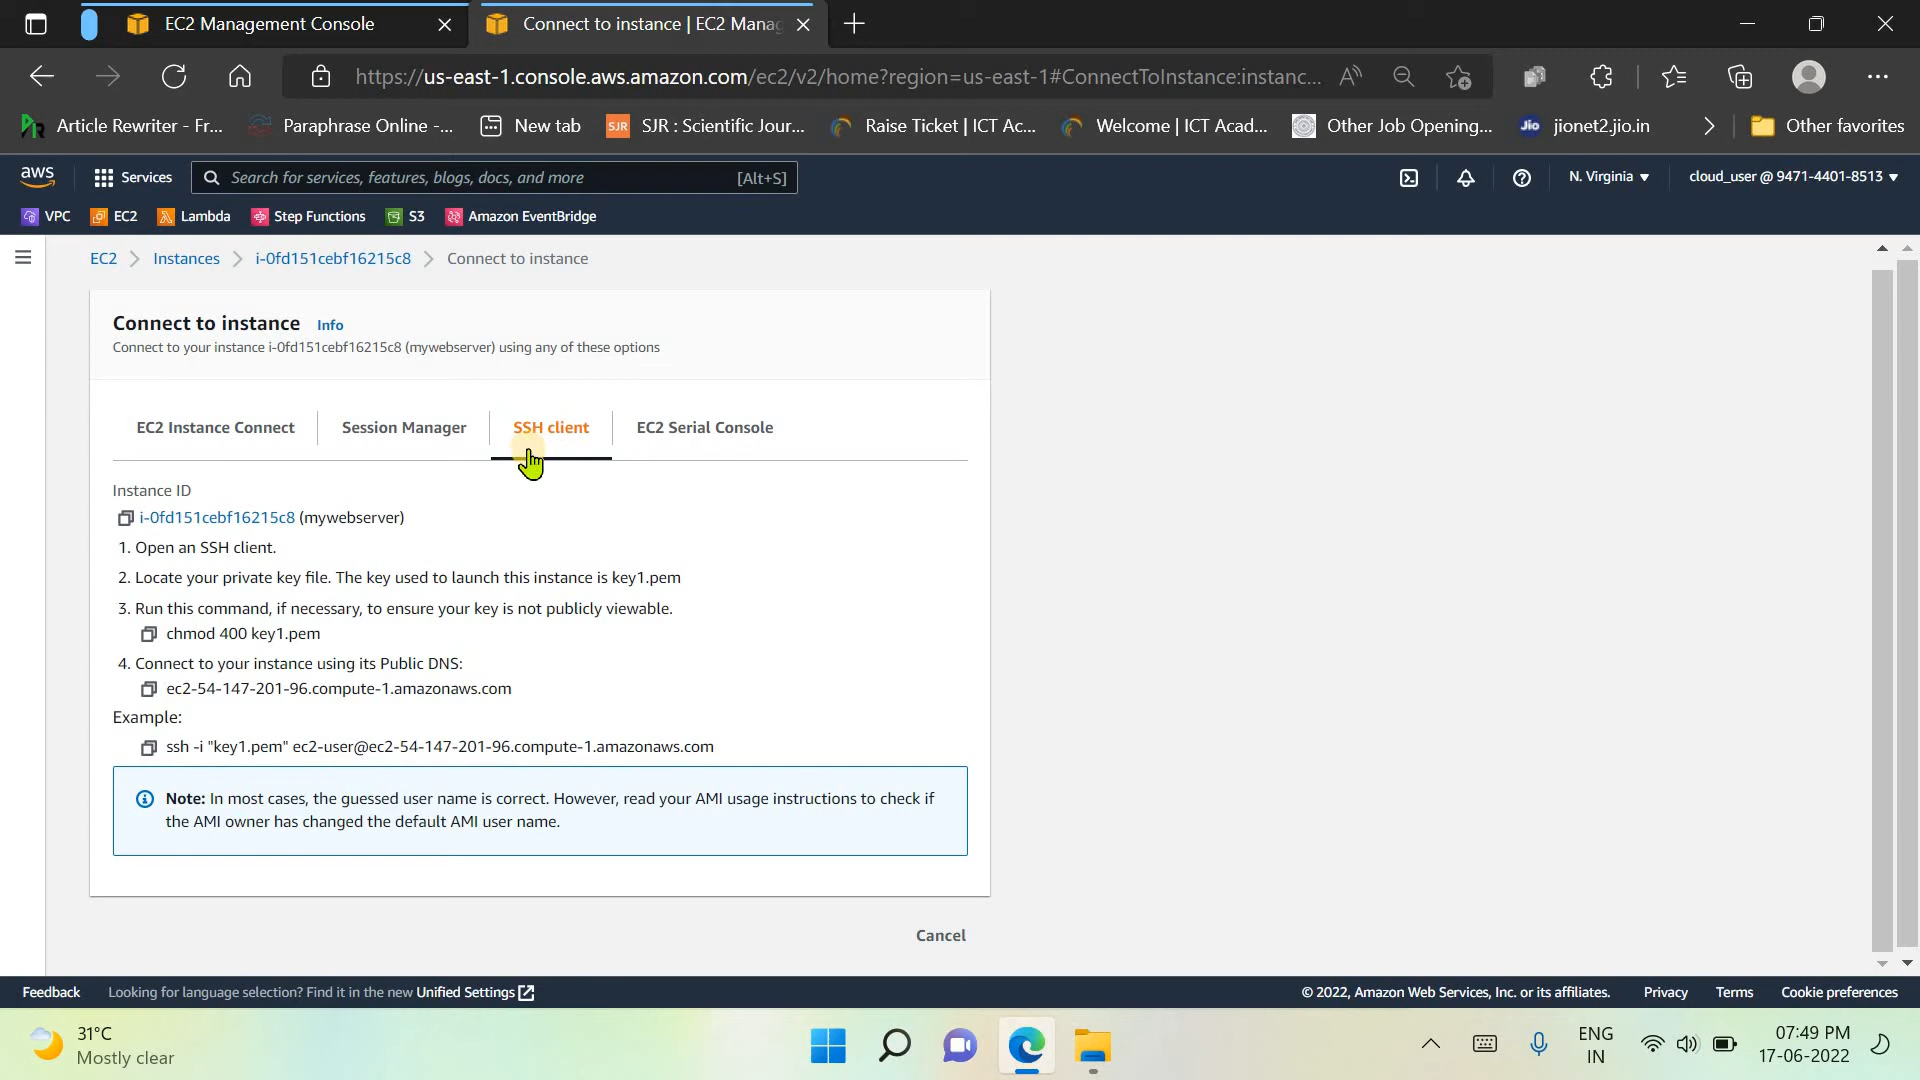 EC2 Management Console
Connect to instance | EC2 Manag
https://us-east-1.console.aws.amazon.com/ec2/v2/home?region=us-east-1#ConnectToInstance:instanc...
Article Rewriter - Fr...
Paraphrase Online -...
New tab
SJR
SJR : Scientific Jour...
Raise Ticket | ICT Ac...
Welcome | ICT Acad...
Other Job Opening...
Jio
jionet2.jio.in
Other favorites
aws
Services
Search for services, features, blogs, docs, and more
[Alt+S]
N. Virginia
cloud_user @ 9471-4401-8513
VPC
EC2
Lambda
Step Functions
S3
Amazon EventBridge
EC2
Instances
i-0fd151cebf16215c8
Connect to instance
Connect to instance Info
Connect to your instance i-0fd151cebf16215c8 (mywebserver) using any of these options
EC2 Instance Connect
Session Manager
SSH client
EC2 Serial Console
Instance ID
i-0fd151cebf16215c8 (mywebserver)
1. Open an SSH client.
2. Locate your private key file. The key used to launch this instance is key1.pem
3. Run this command, if necessary, to ensure your key is not publicly viewable.
chmod 400 key1.pem
4. Connect to your instance using its Public DNS:
ec2-54-147-201-96.compute-1.amazonaws.com
Example:
ssh -i "key1.pem" ec2-user@ec2-54-147-201-96.compute-1.amazonaws.com
Note: In most cases, the guessed user name is correct. However, read your AMI usage instructions to check if
the AMI owner has changed the default AMI user name.
Cancel
Feedback
Looking for language selection? Find it in the new Unified Settings
© 2022, Amazon Web Services, Inc. or its affiliates.
Privacy
Terms
Cookie preferences
31°C
Mostly clear
ENG
IN
07:49 PM
17-06-2022